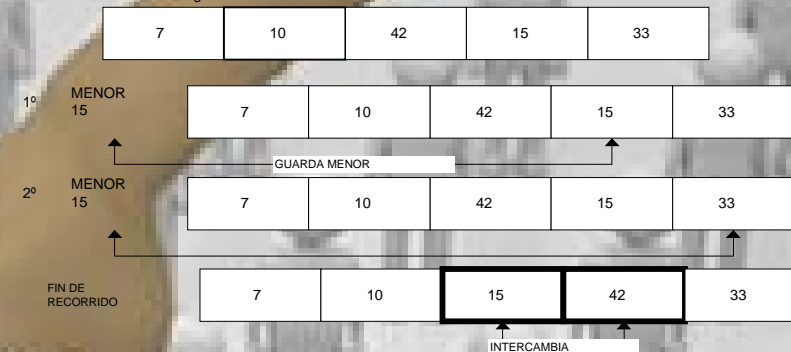 7 10 42 15 33
1º MENOR 15 7 10 42 15 33
GUARDA MENOR
2º MENOR 15 7 10 42 15 33
FIN DE RECORRIDO 7 10 15 42 33
INTERCAMBIA